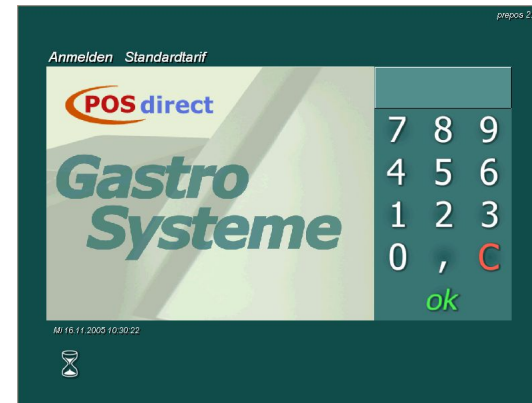 prepos 2.
Anmelden Standardtarif
POS direct
Gastro
Systeme
7 8 9
4 5 6
1 2 3
0 , C
ok
Mi 16.11.2005 10:30:22